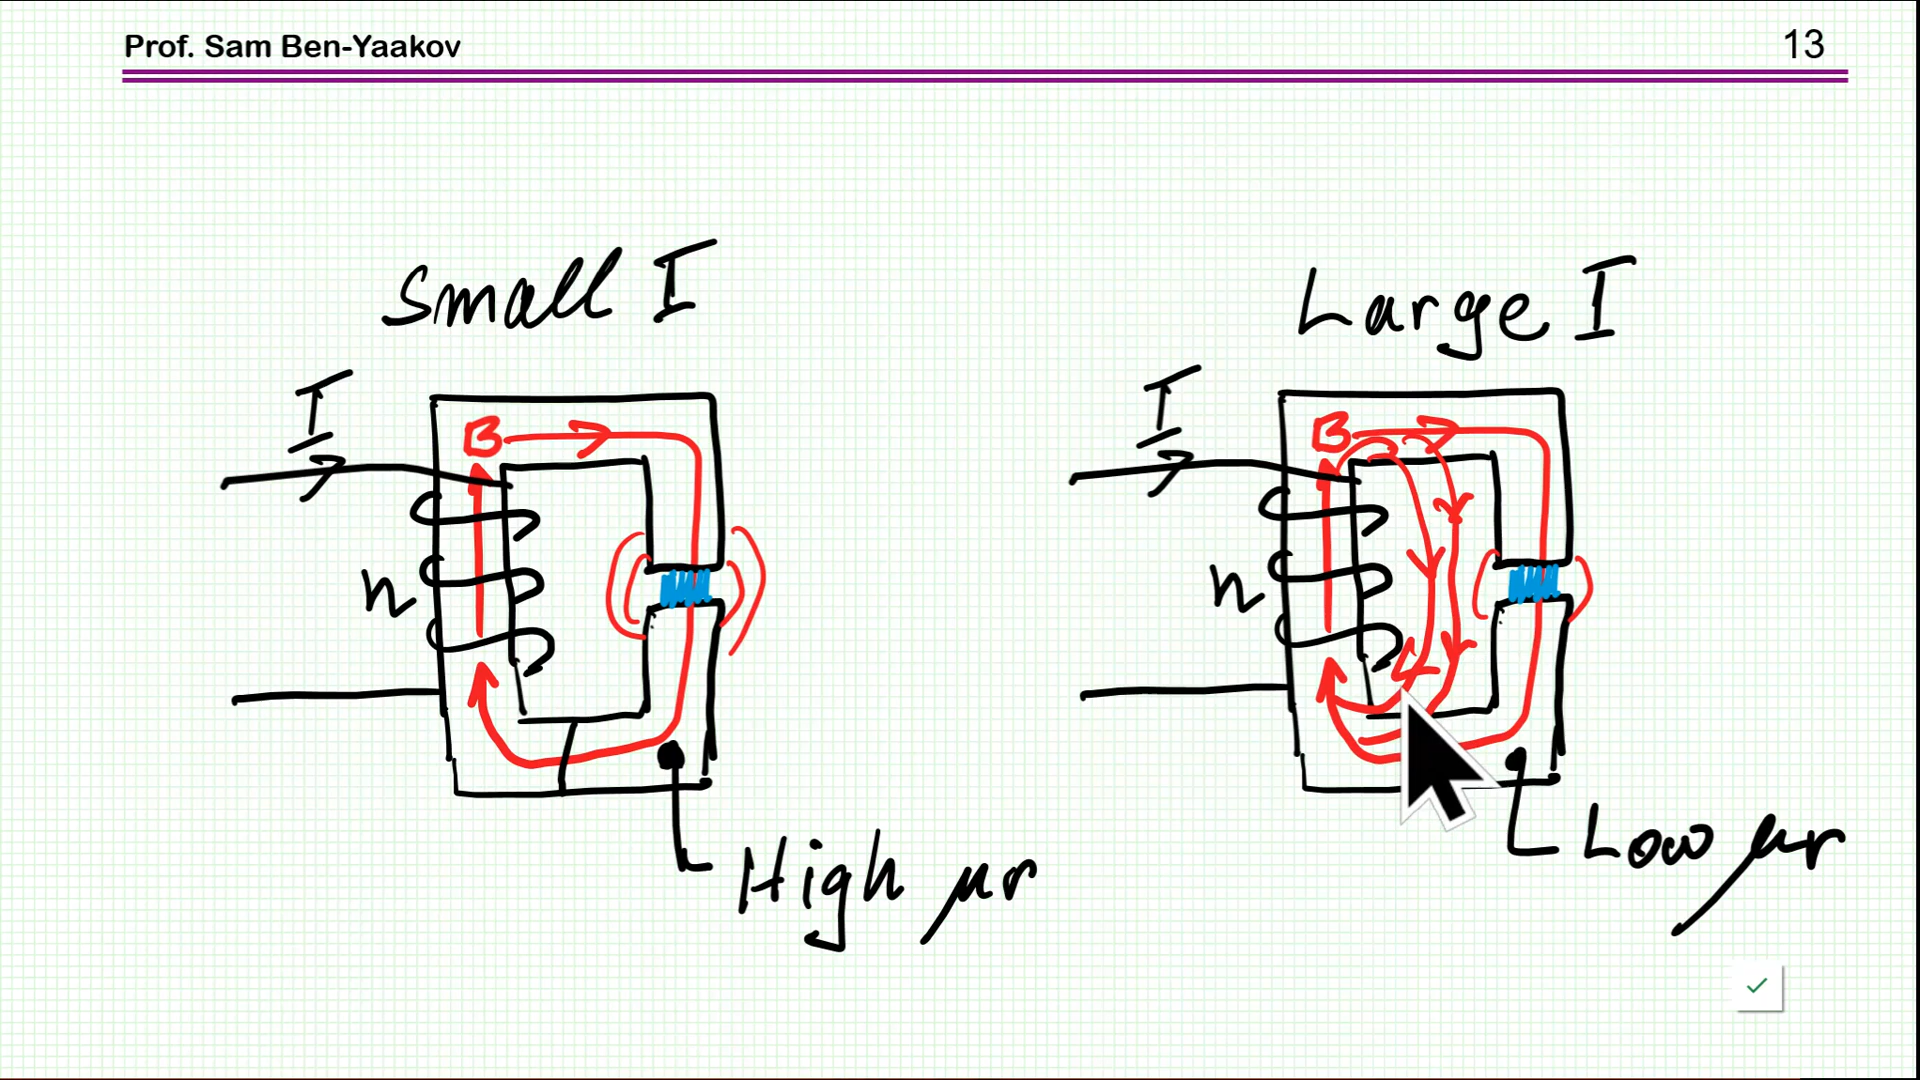 Prof. Sam Ben-Yaakov
13
Small I
Large I
I
I
B
B
n
n
High μr
Low μr